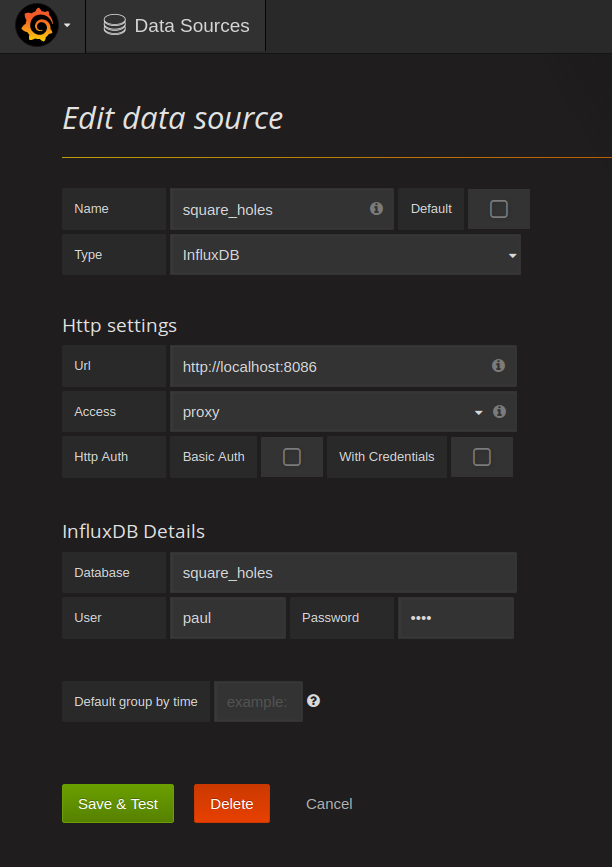 Data Sources
Edit data source
Name square_holes Default
Type InfluxDB
Http settings
Url http://localhost:8086
Access proxy
Http Auth Basic Auth With Credentials
InfluxDB Details
Database square_holes
User paul Password ••••
Default group by time example:
Save & Test Delete Cancel